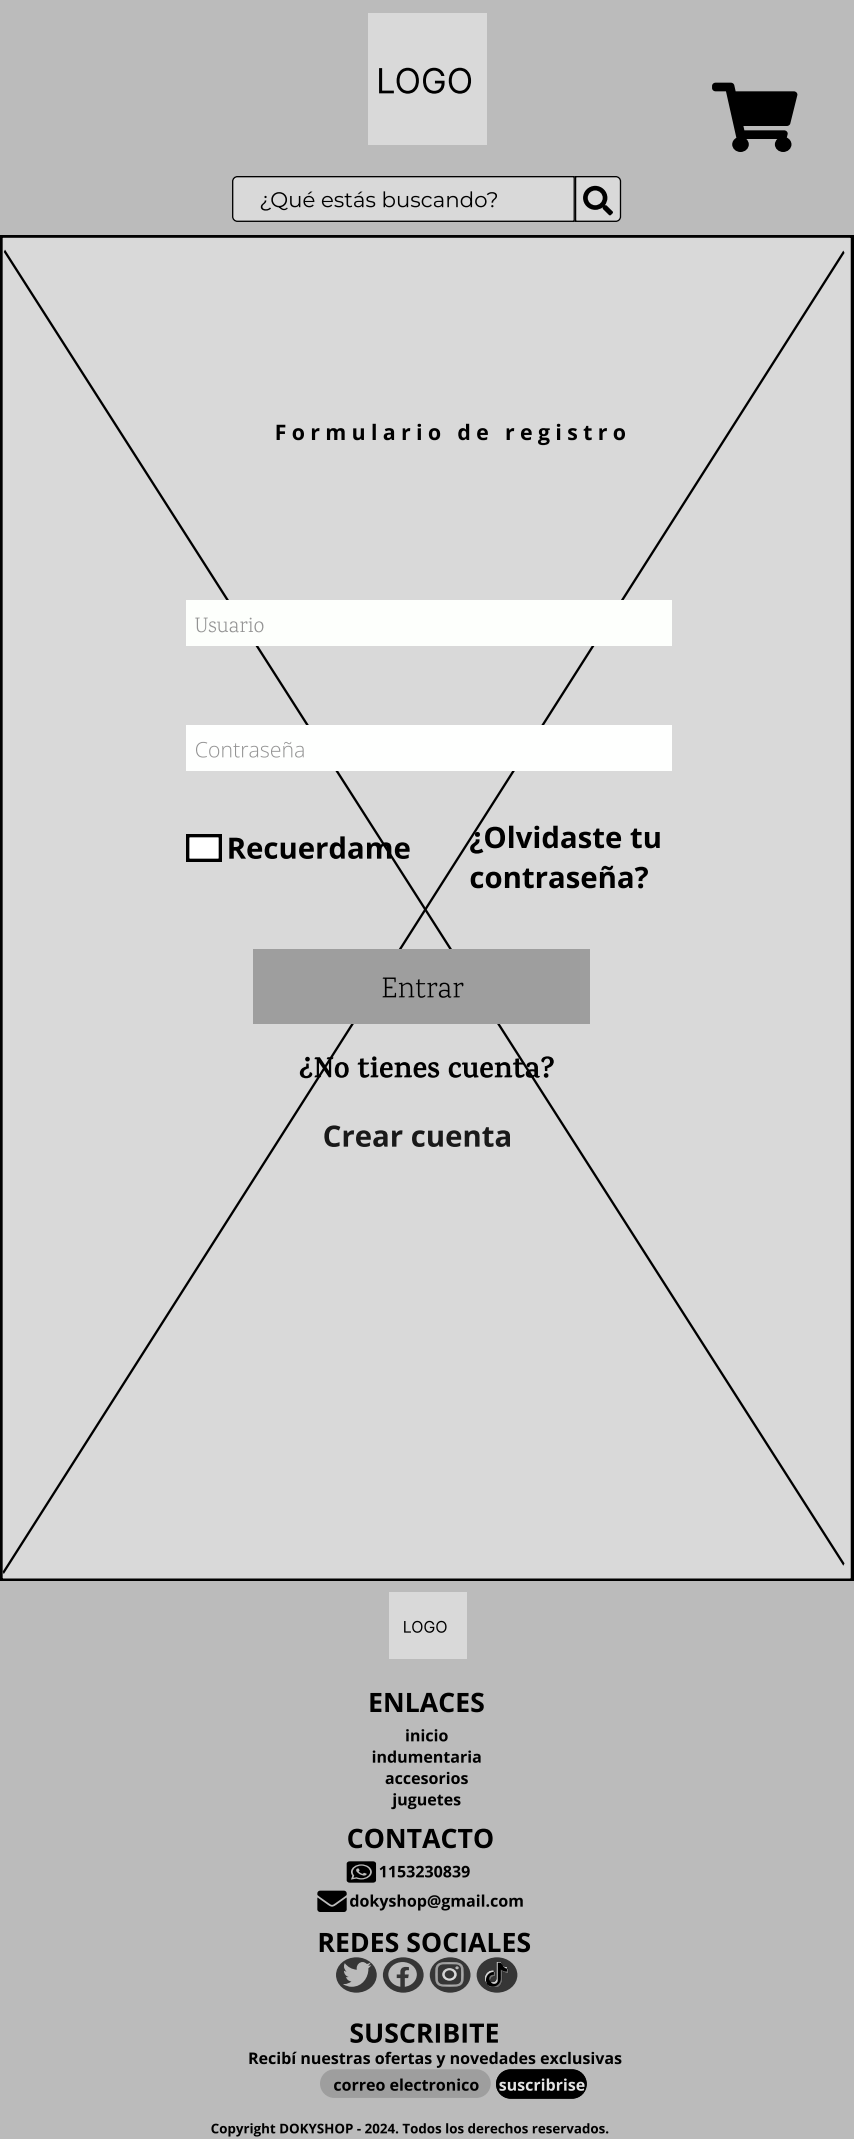 LOGO
¿Qué estás buscando?
Formulario de registro
Usuario
Contraseña
Recuerdame
¿Olvidaste tu
contraseña?
Entrar
¿No tienes cuenta?
Crear cuenta
LOGO
ENLACES
inicio
indumentaria
accesorios
juguetes
CONTACTO
1153230839
dokyshop@gmail.com
REDES SOCIALES
SUSCRIBITE
Recibí nuestras ofertas y novedades exclusivas
correo electronico suscribrise
Copyright DOKYSHOP - 2024. Todos los derechos reservados.